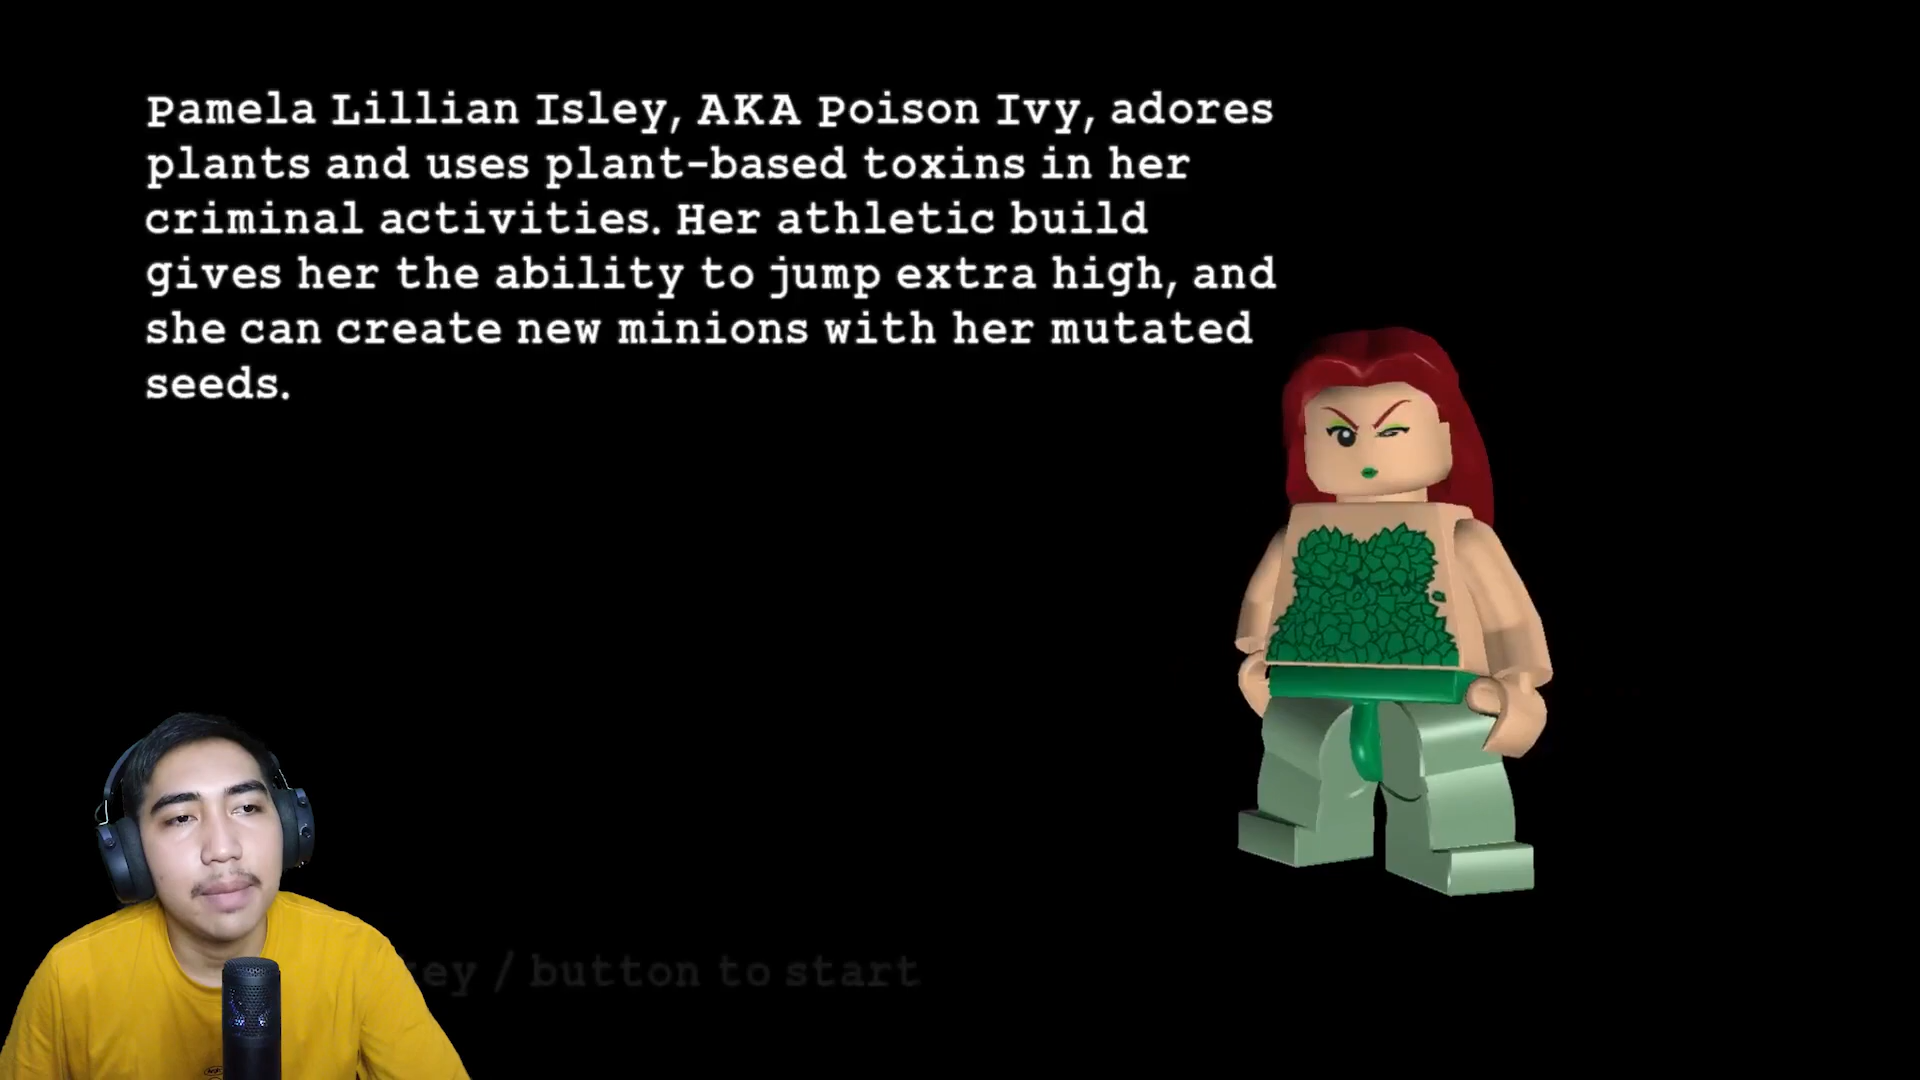 Pamela Lillian Isley, AKA Poison Ivy, adores
plants and uses plant-based toxins in her
criminal activities. Her athletic build
gives her the ability to jump extra high, and
she can create new minions with her mutated
seeds.
key / button to start